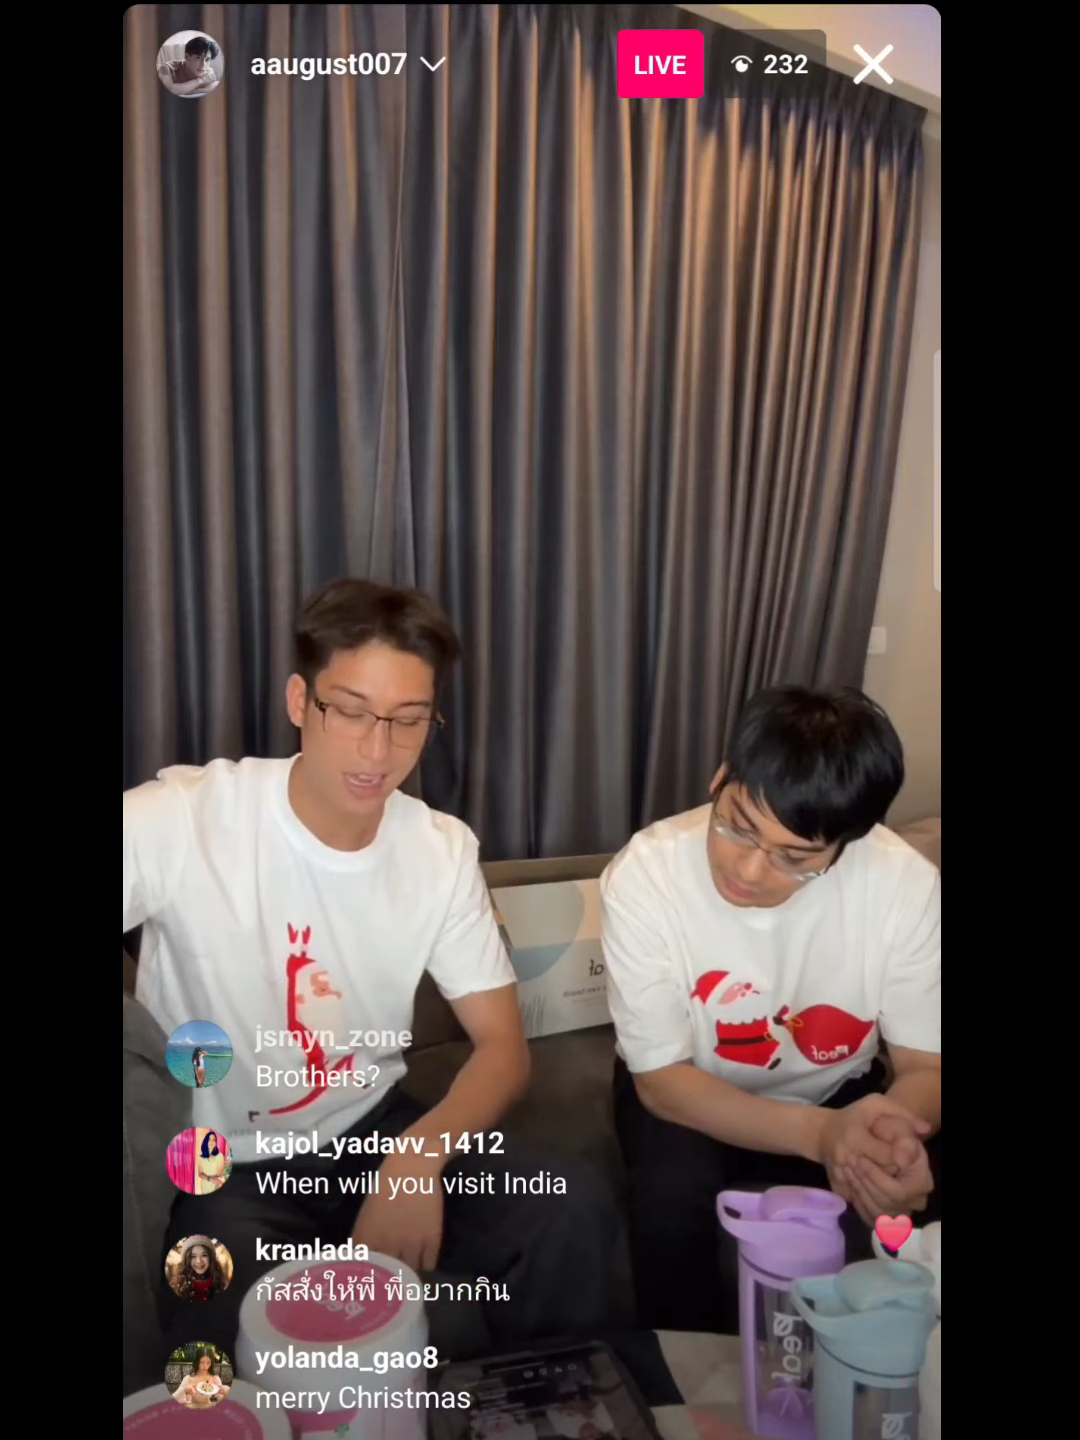 aaugust007
LIVE
232
jsmyn_zone
Brothers?
kajol_yadavv_1412
When will you visit India
kranlada
กัสสั่งให้พี่ พี่อยากกิน
yolanda_gao8
merry Christmas